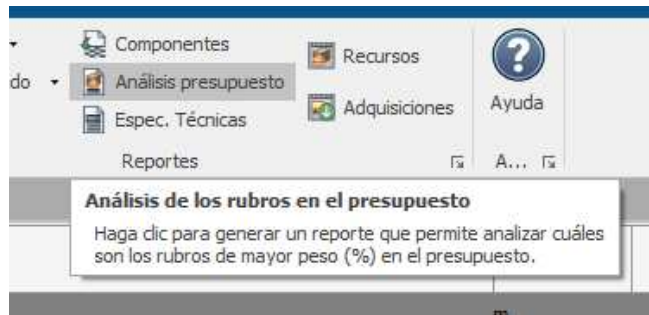 Componentes
Recursos
do
Análisis presupuesto
Adquisiciones
Ayuda
Espec. Técnicas
Reportes
A...
Análisis de los rubros en el presupuesto
Haga clic para generar un reporte que permite analizar cuáles
son los rubros de mayor peso (%) en el presupuesto.